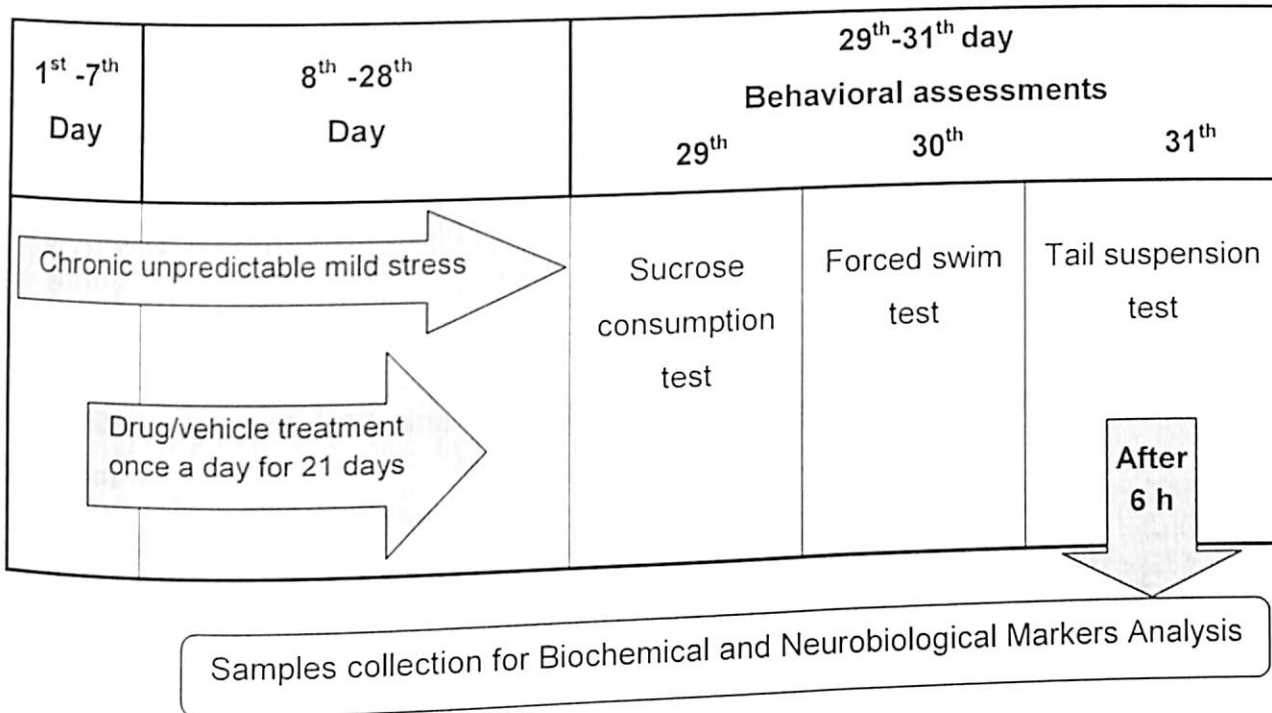 1st -7th
Day
8th -28th
Day
29th-31th day
Behavioral assessments
29th
30th
31th
Chronic unpredictable mild stress
Drug/vehicle treatment
once a day for 21 days
Sucrose
consumption
test
Forced swim
test
Tail suspension
test
After
6 h
Samples collection for Biochemical and Neurobiological Markers Analysis